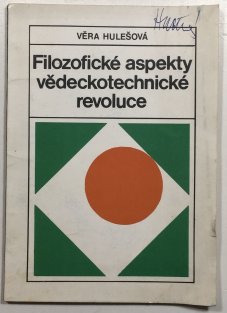 VĚRA HULEŠOVÁ
Filozofické aspekty
vědeckotechnické
revoluce